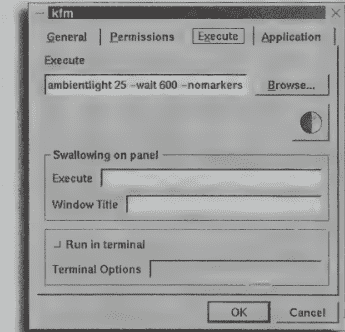 kfm
General Permissions Execute Application
Execute
ambientlight 25 -wait 600 -nomarkers Browse...
Swallowing on panel
Execute
Window Title
Run in terminal
Terminal Options
OK Cancel